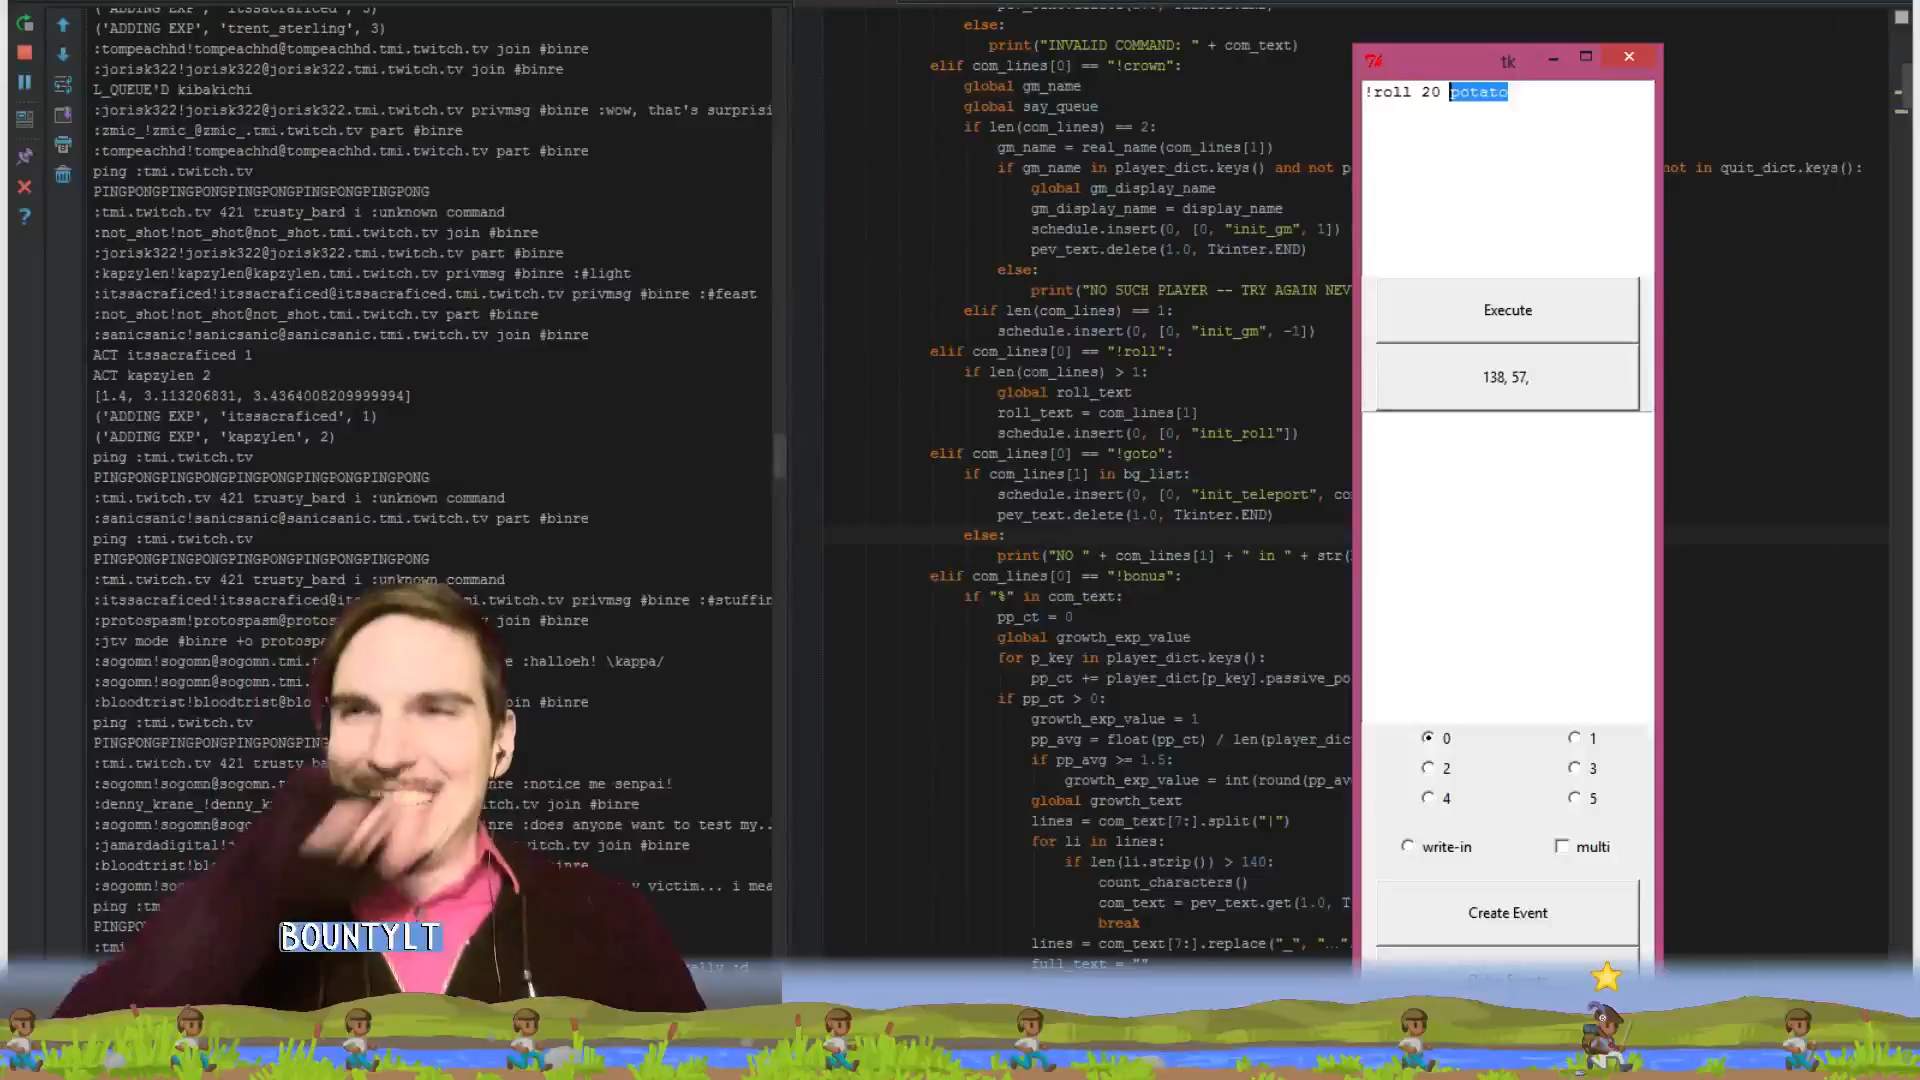 ('ADDING EXP', 'itssacraficed', 3)
('ADDING EXP', 'trent_sterling', 3)
:tompeachhd!tompeachhd@tompeachhd.tmi.twitch.tv join #binre
:jorisk322!jorisk322@jorisk322.tmi.twitch.tv join #binre
L_QUEUE'D kibakichi
:jorisk322!jorisk322@jorisk322.tmi.twitch.tv privmsg #binre :wow, that's surprisi
:zmic_!zmic_@zmic_.tmi.twitch.tv part #binre
:tompeachhd!tompeachhd@tompeachhd.tmi.twitch.tv part #binre
ping :tmi.twitch.tv
PINGPONGPINGPONGPINGPONGPINGPONGPINGPONG
:tmi.twitch.tv 421 trusty_bard i :unknown command
:not_shot!not_shot@not_shot.tmi.twitch.tv join #binre
:jorisk322!jorisk322@jorisk322.tmi.twitch.tv part #binre
:kapzylen!kapzylen@kapzylen.tmi.twitch.tv privmsg #binre :#light
:itssacraficed!itssacraficed@itssacraficed.tmi.twitch.tv privmsg #binre :#feast
:not_shot!not_shot@not_shot.tmi.twitch.tv part #binre
:sanicsanic!sanicsanic@sanicsanic.tmi.twitch.tv join #binre
ACT itssacraficed 1
ACT kapzylen 2
[1.4, 3.113206831, 3.4364008209999994]
('ADDING EXP', 'itssacraficed', 1)
('ADDING EXP', 'kapzylen', 2)
ping :tmi.twitch.tv
PINGPONGPINGPONGPINGPONGPINGPONGPINGPONG
:tmi.twitch.tv 421 trusty_bard i :unknown command
:sanicsanic!sanicsanic@sanicsanic.tmi.twitch.tv part #binre
ping :tmi.twitch.tv
PINGPONGPINGPONGPINGPONGPINGPONGPINGPONG
:tmi.twitch.tv 421 trusty_bard i :unknown command
:itssacraficed!itssacraficed@its m.tmi.twitch.tv privmsg #binre :#stuffin
:protospasm!protospasm@protos join #binre
:jtv mode #binre +o protospa
:sogomn!sogomn@sogomn.tmi.t e :halloeh! \kappa/
:sogomn!sogomn@sogomn.tmi.
:bloodtrist!bloodtrist@blo join #binre
ping :tmi.twitch.tv
PINGPONGPINGPONGPINGPONGPINGP
:tmi.twitch.tv 421 trusty_ba
:sogomn!sogomn@sogomn.t nre :notice me senpai!
:denny_krane_!denny_k tch.tv join #binre
:sogomn!sogomn@sogo nre :does anyone want to test my..
:jamardadigital! witch.tv join #binre
:bloodtrist!bl #binre
:sogomn!so y victim... i mea
ping :tm
PINGPO
:tmi
BOUNTYLT
else:
print("INVALID COMMAND: " + com_text)
elif com_lines[0] == "!crown":
global gm_name
global say_queue
if len(com_lines) == 2:
gm_name = real_name(com_lines[1])
if gm_name in player_dict.keys() and not p not in quit_dict.keys():
global gm_display_name
gm_display_name = display_name
schedule.insert(0, [0, "init_gm", 1])
pev_text.delete(1.0, Tkinter.END)
else:
print("NO SUCH PLAYER -- TRY AGAIN NEV
elif len(com_lines) == 1:
schedule.insert(0, [0, "init_gm", -1])
elif com_lines[0] == "!roll":
if len(com_lines) > 1:
global roll_text
roll_text = com_lines[1]
schedule.insert(0, [0, "init_roll"])
elif com_lines[0] == "!goto":
if com_lines[1] in bg_list:
schedule.insert(0, [0, "init_teleport", co
pev_text.delete(1.0, Tkinter.END)
else:
print("NO " + com_lines[1] + " in " + str(
elif com_lines[0] == "!bonus":
if "%" in com_text:
pp_ct = 0
global growth_exp_value
for p_key in player_dict.keys():
pp_ct += player_dict[p_key].passive_po
if pp_ct > 0:
growth_exp_value = 1
pp_avg = float(pp_ct) / len(player_dic
if pp_avg >= 1.5:
growth_exp_value = int(round(pp_av
global growth_text
lines = com_text[7:].split("|")
for li in lines:
if len(li.strip()) > 140:
count_characters()
com_text = pev_text.get(1.0, T
break
lines = com_text[7:].replace("_", "...".
full_text = ""
tk
!roll 20 potato
Execute
138, 57,
0 1
2 3
4 5
write-in multi
Create Event